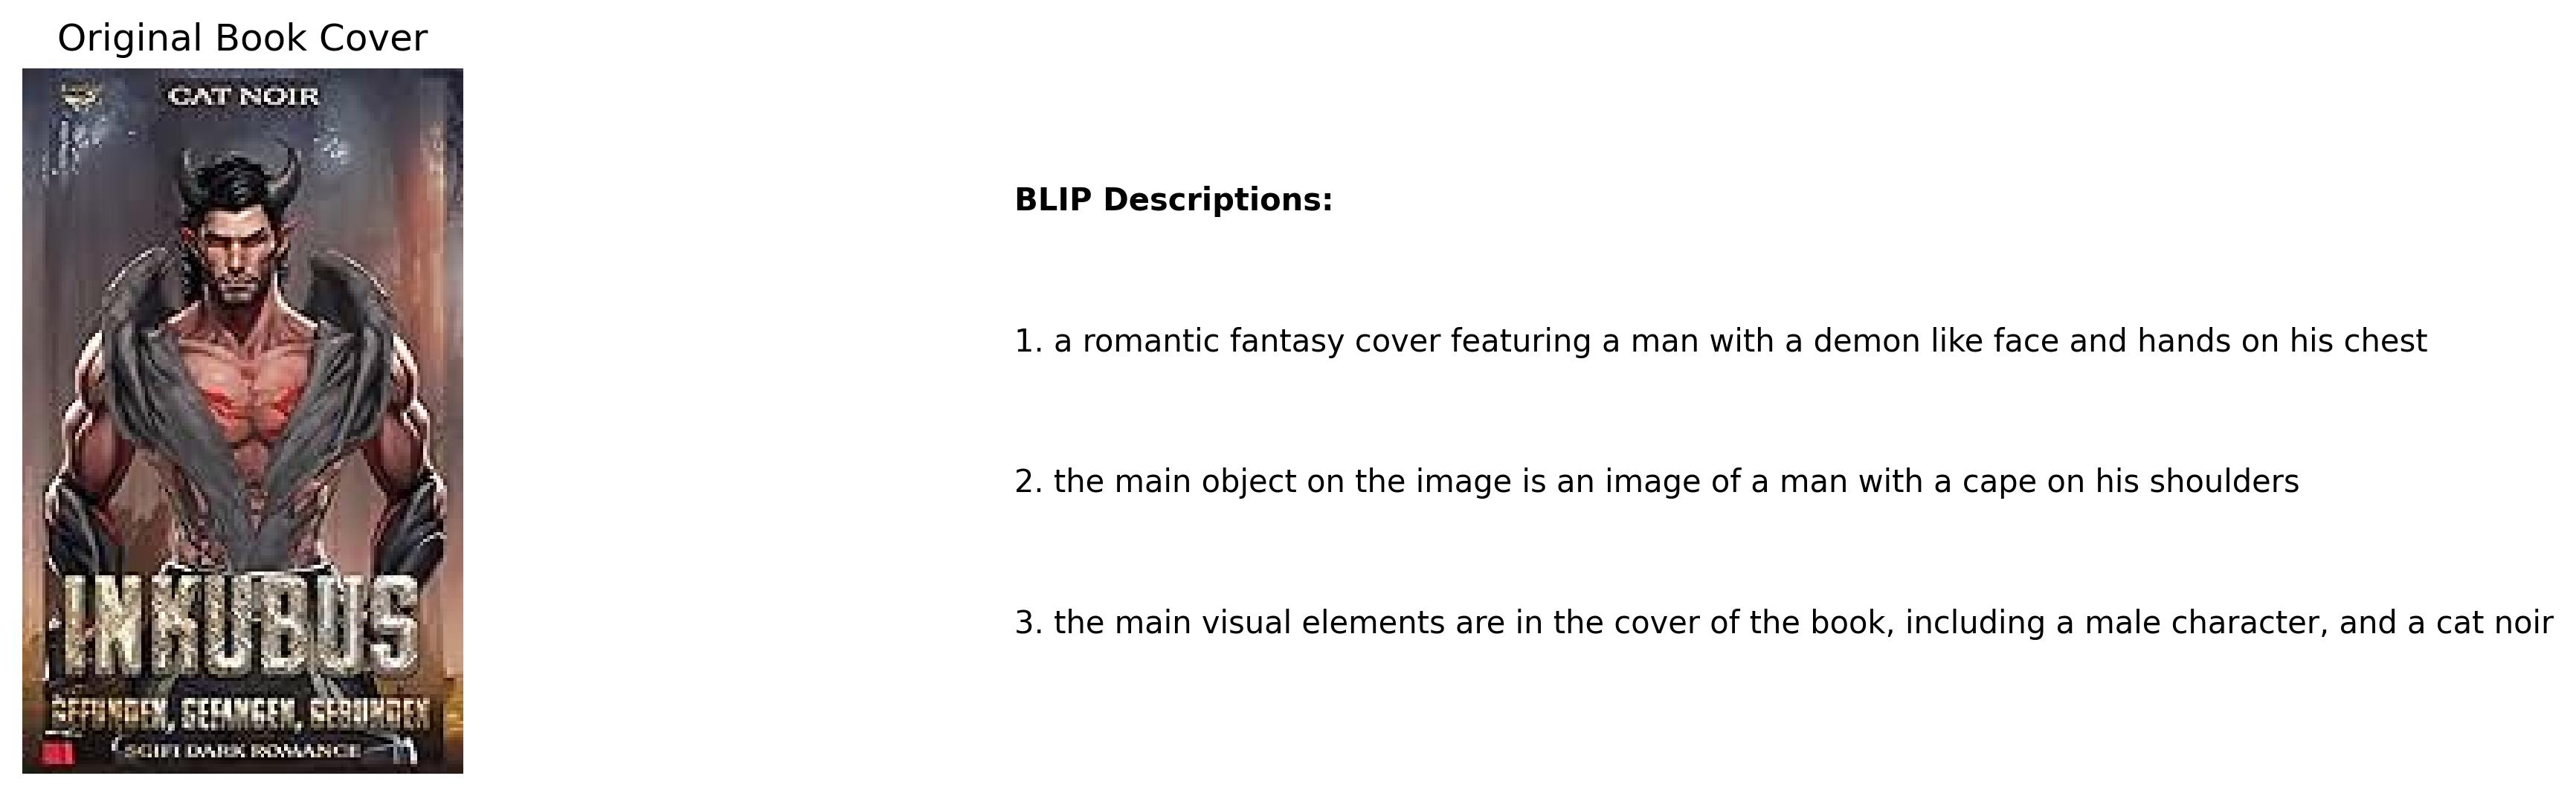 Original Book Cover
CAT NOIR
INKUBUS
GEFUNDEN, GEFANGEN, GEBUNDEN
SCIFI DARK ROMANCE
BLIP Descriptions:
1. a romantic fantasy cover featuring a man with a demon like face and hands on his chest
2. the main object on the image is an image of a man with a cape on his shoulders
3. the main visual elements are in the cover of the book, including a male character, and a cat noir